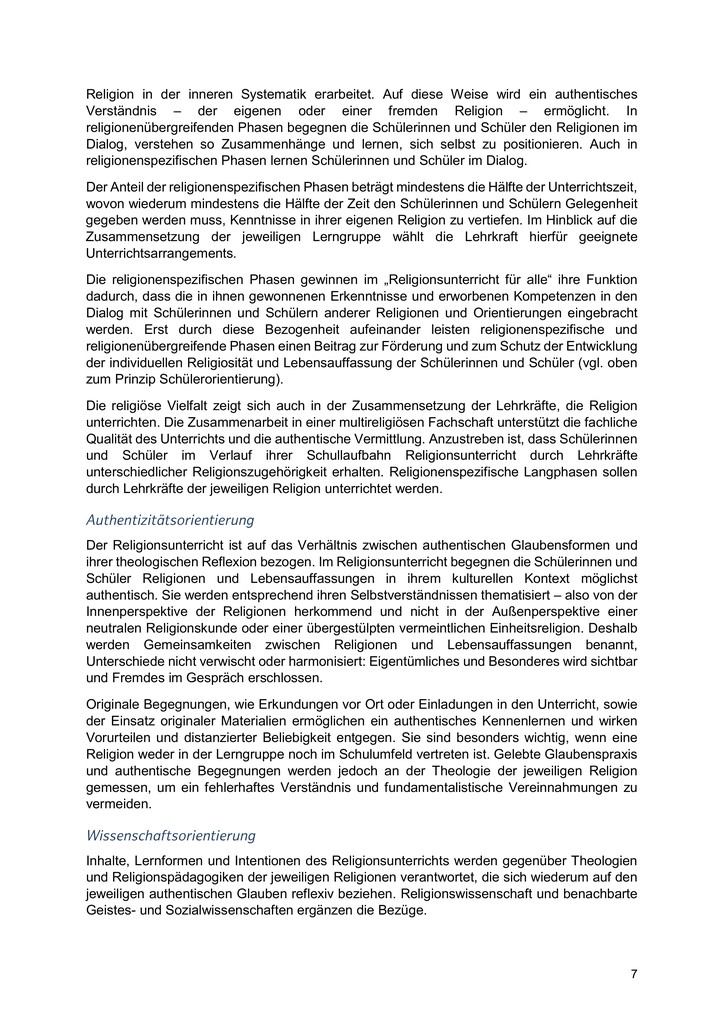 Religion in der inneren Systematik erarbeitet. Auf diese Weise wird ein authentisches
Verständnis – der eigenen oder einer fremden Religion – ermöglicht. In
religionenübergreifenden Phasen begegnen die Schülerinnen und Schüler den Religionen im
Dialog, verstehen so Zusammenhänge und lernen, sich selbst zu positionieren. Auch in
religionenspezifischen Phasen lernen Schülerinnen und Schüler im Dialog.
Der Anteil der religionenspezifischen Phasen beträgt mindestens die Hälfte der Unterrichtszeit,
wovon wiederum mindestens die Hälfte der Zeit den Schülerinnen und Schülern Gelegenheit
gegeben werden muss, Kenntnisse in ihrer eigenen Religion zu vertiefen. Im Hinblick auf die
Zusammensetzung der jeweiligen Lerngruppe wählt die Lehrkraft hierfür geeignete
Unterrichtsarrangements.
Die religionenspezifischen Phasen gewinnen im „Religionsunterricht für alle“ ihre Funktion
dadurch, dass die in ihnen gewonnenen Erkenntnisse und erworbenen Kompetenzen in den
Dialog mit Schülerinnen und Schülern anderer Religionen und Orientierungen eingebracht
werden. Erst durch diese Bezogenheit aufeinander leisten religionenspezifische und
religionenübergreifende Phasen einen Beitrag zur Förderung und zum Schutz der Entwicklung
der individuellen Religiosität und Lebensauffassung der Schülerinnen und Schüler (vgl. oben
zum Prinzip Schülerorientierung).
Die religiöse Vielfalt zeigt sich auch in der Zusammensetzung der Lehrkräfte, die Religion
unterrichten. Die Zusammenarbeit in einer multireligiösen Fachschaft unterstützt die fachliche
Qualität des Unterrichts und die authentische Vermittlung. Anzustreben ist, dass Schülerinnen
und Schüler im Verlauf ihrer Schullaufbahn Religionsunterricht durch Lehrkräfte
unterschiedlicher Religionszugehörigkeit erhalten. Religionenspezifische Langphasen sollen
durch Lehrkräfte der jeweiligen Religion unterrichtet werden.
Authentizitätsorientierung
Der Religionsunterricht ist auf das Verhältnis zwischen authentischen Glaubensformen und
ihrer theologischen Reflexion bezogen. Im Religionsunterricht begegnen die Schülerinnen und
Schüler Religionen und Lebensauffassungen in ihrem kulturellen Kontext möglichst
authentisch. Sie werden entsprechend ihren Selbstverständnissen thematisiert – also von der
Innenperspektive der Religionen herkommend und nicht in der Außenperspektive einer
neutralen Religionskunde oder einer übergestülpten vermeintlichen Einheitsreligion. Deshalb
werden Gemeinsamkeiten zwischen Religionen und Lebensauffassungen benannt,
Unterschiede nicht verwischt oder harmonisiert: Eigentümliches und Besonderes wird sichtbar
und Fremdes im Gespräch erschlossen.
Originale Begegnungen, wie Erkundungen vor Ort oder Einladungen in den Unterricht, sowie
der Einsatz originaler Materialien ermöglichen ein authentisches Kennenlernen und wirken
Vorurteilen und distanzierter Beliebigkeit entgegen. Sie sind besonders wichtig, wenn eine
Religion weder in der Lerngruppe noch im Schulumfeld vertreten ist. Gelebte Glaubenspraxis
und authentische Begegnungen werden jedoch an der Theologie der jeweiligen Religion
gemessen, um ein fehlerhaftes Verständnis und fundamentalistische Vereinnahmungen zu
vermeiden.
Wissenschaftsorientierung
Inhalte, Lernformen und Intentionen des Religionsunterrichts werden gegenüber Theologien
und Religionspädagogiken der jeweiligen Religionen verantwortet, die sich wiederum auf den
jeweiligen authentischen Glauben reflexiv beziehen. Religionswissenschaft und benachbarte
Geistes- und Sozialwissenschaften ergänzen die Bezüge.
7